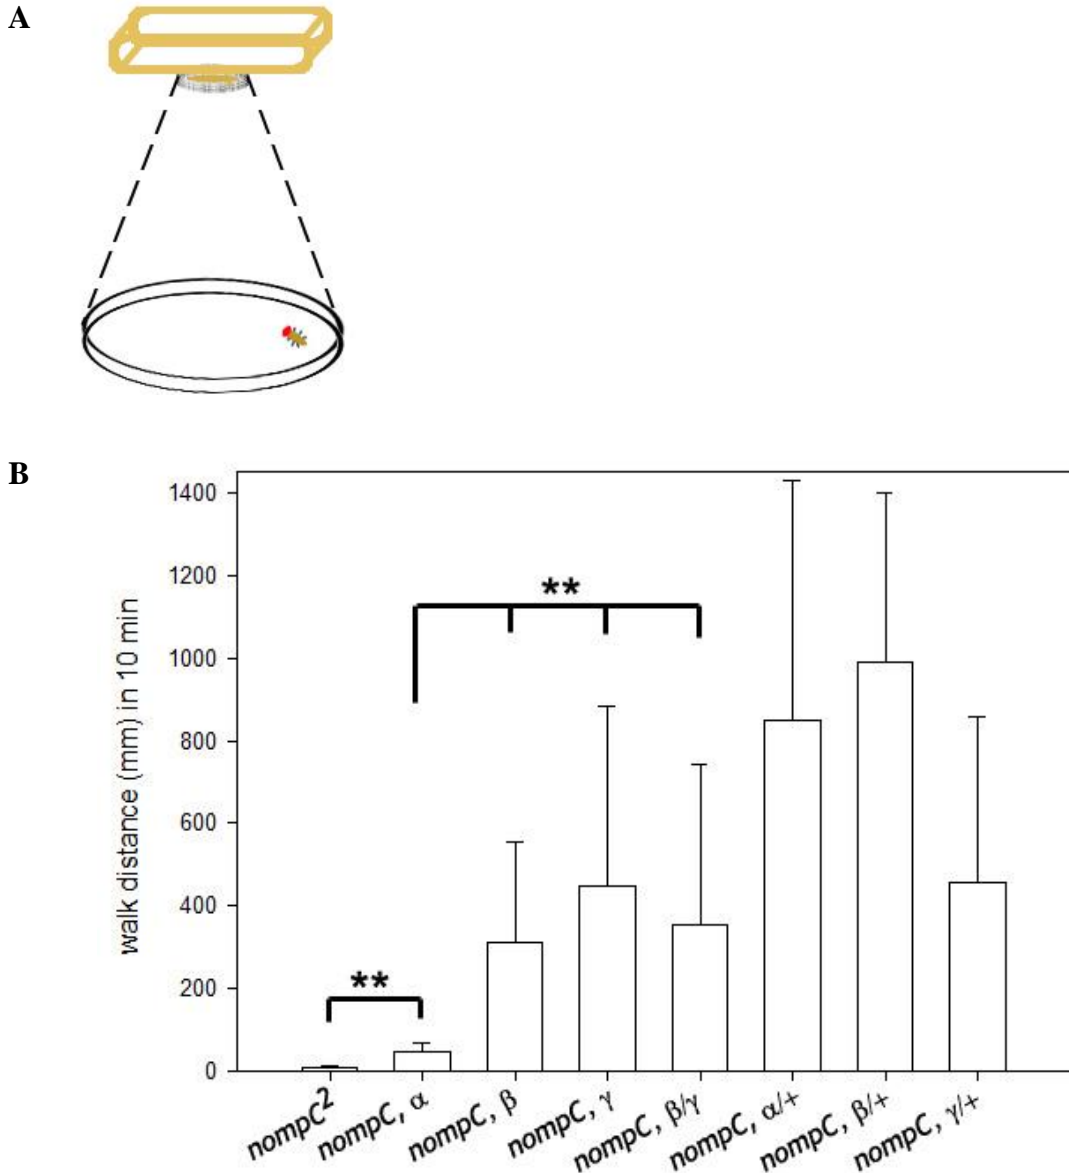 A
B
walk distance (mm) in 10 min
1400
1200
1000
800
600
400
200
0
**
**
nompC²
nompC, α
nompC, β
nompC, γ
nompC, β/γ
nompC, α/+
nompC, β/+
nompC, γ/+